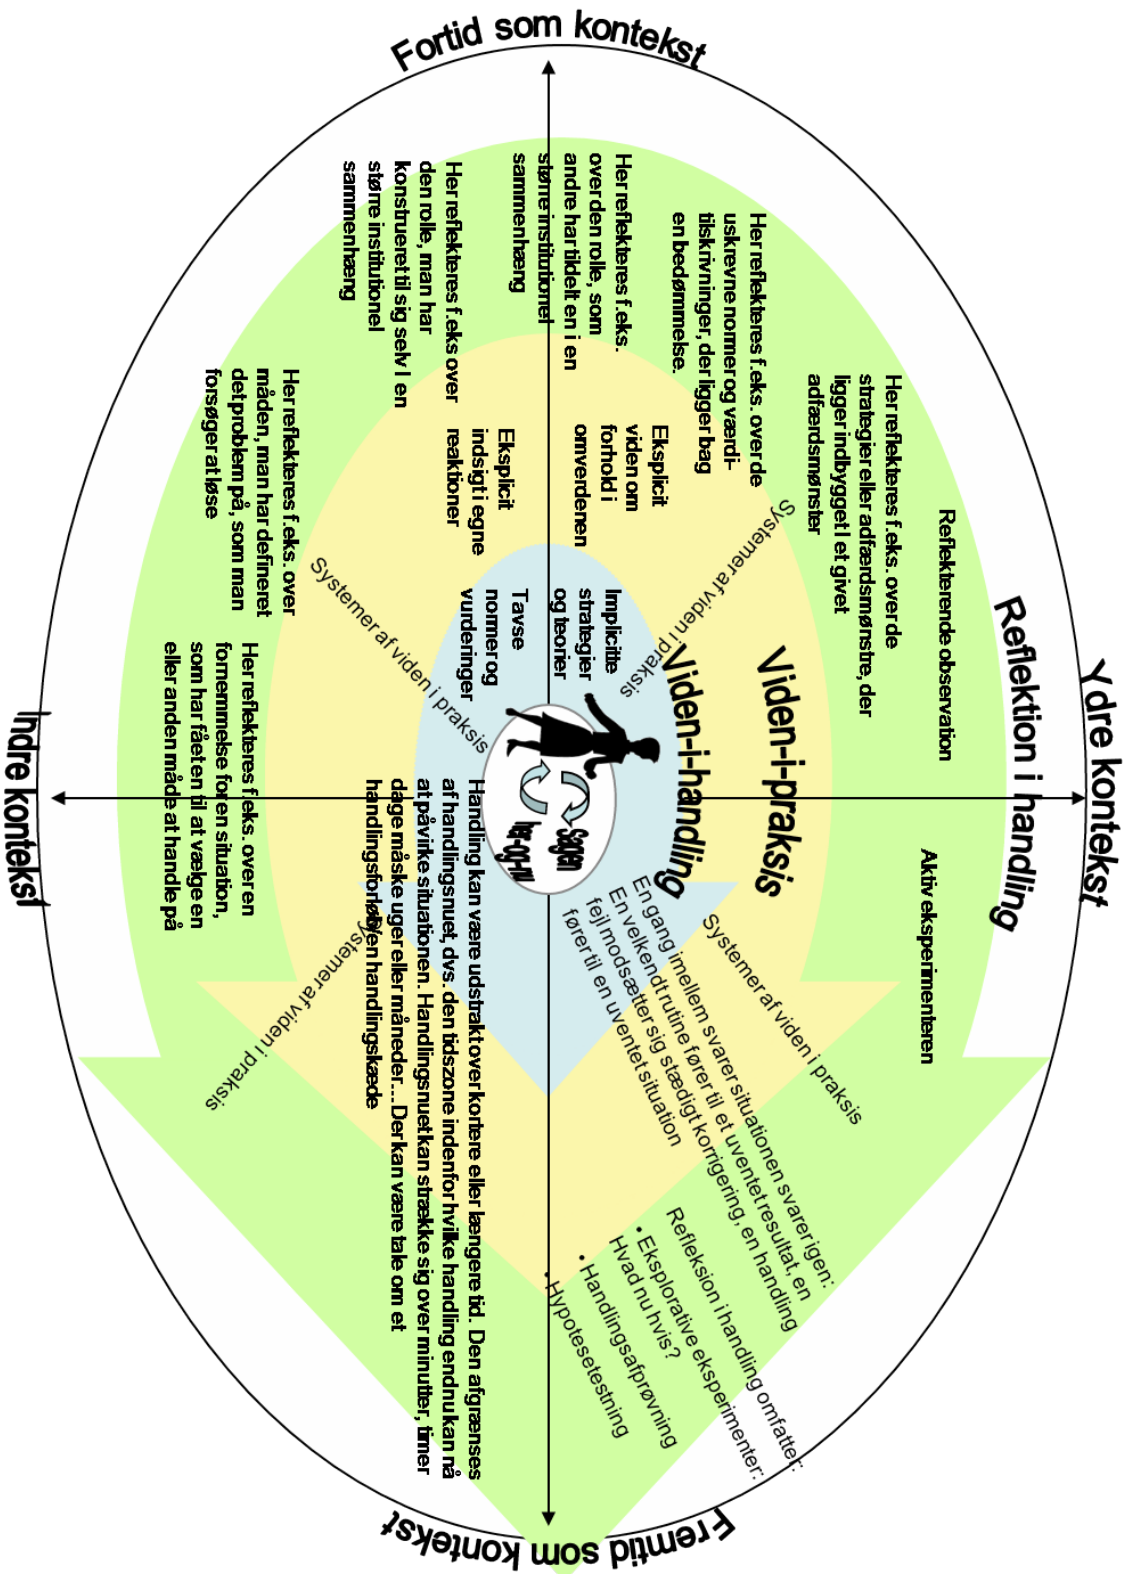 Ydre kontekst
Reflektion i handling
Reflekterende observation
Aktiv eksperimenteren
Her reflekteres f.eks. over de
strategier eller adfærdsmønstre, der
ligger indbygget I et givet
adfærdsmønster
Her reflekteres f.eks. over de
uskrevne normer og værdi-
tilskrivninger, der ligger bag
en bedømmelse.
Her reflekteres f.eks.
over den rolle, som
andre har tildelt en i en
større institutionel
sammenhæng
Viden-i-praksis
Viden-i-handling
Systemer af viden i praksis
Systemer af viden i praksis
Eksplicit
viden om
forhold i
omverdenen
Implicitte
strategier
og teorier
Fortid som kontekst
Sagen
her-og-nu
En gang imellem svarer situationen svarer igen:
En velkendt rutine fører til et uventet resultat, en
fejl modsætter sig stædigt korrigering, en handling
fører til en uventet situation
Refleksion i handling omfatter:
• Eksplorative eksperimenter:
Hvad nu hvis?
• Handlingsafprøvning
• Hypotesetestning
Fremtid som kontekst
Tavse
normer og
vurderinger
Eksplicit
indsigt i egne
reaktioner
Her reflekteres f.eks over
den rolle, man har
konstrueret til sig selv I en
større institutionel
sammenhæng
Systemer af viden i praksis
Systemer af viden i praksis
Handling kan være udstrakt over kortere eller længere tid. Den afgrænses
af handlingsnuet, dvs. den tidszone indenfor hvilke handling endnu kan nå
at påvirke situationen. Handlingsnuet kan strække sig over minutter, timer
dage måske uger eller måneder…Der kan være tale om et
handlingsforløb/en handlingskæde
Her reflekteres f.eks. over
måden, man har defineret
det problem på, som man
forsøger at løse
Her reflekteres f.eks. over en
fornemmelse for en situation,
som har fået en til at vælge en
eller anden måde at handle på
Indre kontekst